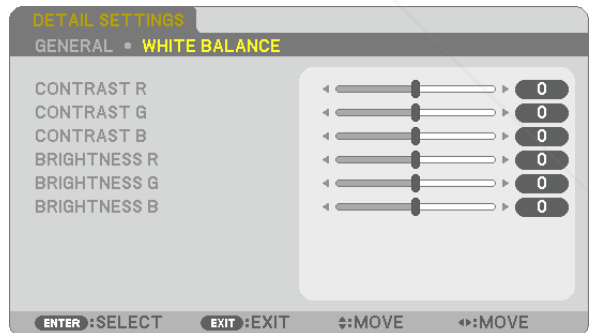 DETAIL SETTINGS
GENERAL • WHITE BALANCE
CONTRAST R 0
CONTRAST G 0
CONTRAST B 0
BRIGHTNESS R 0
BRIGHTNESS G 0
BRIGHTNESS B 0
ENTER :SELECT EXIT :EXIT :MOVE :MOVE